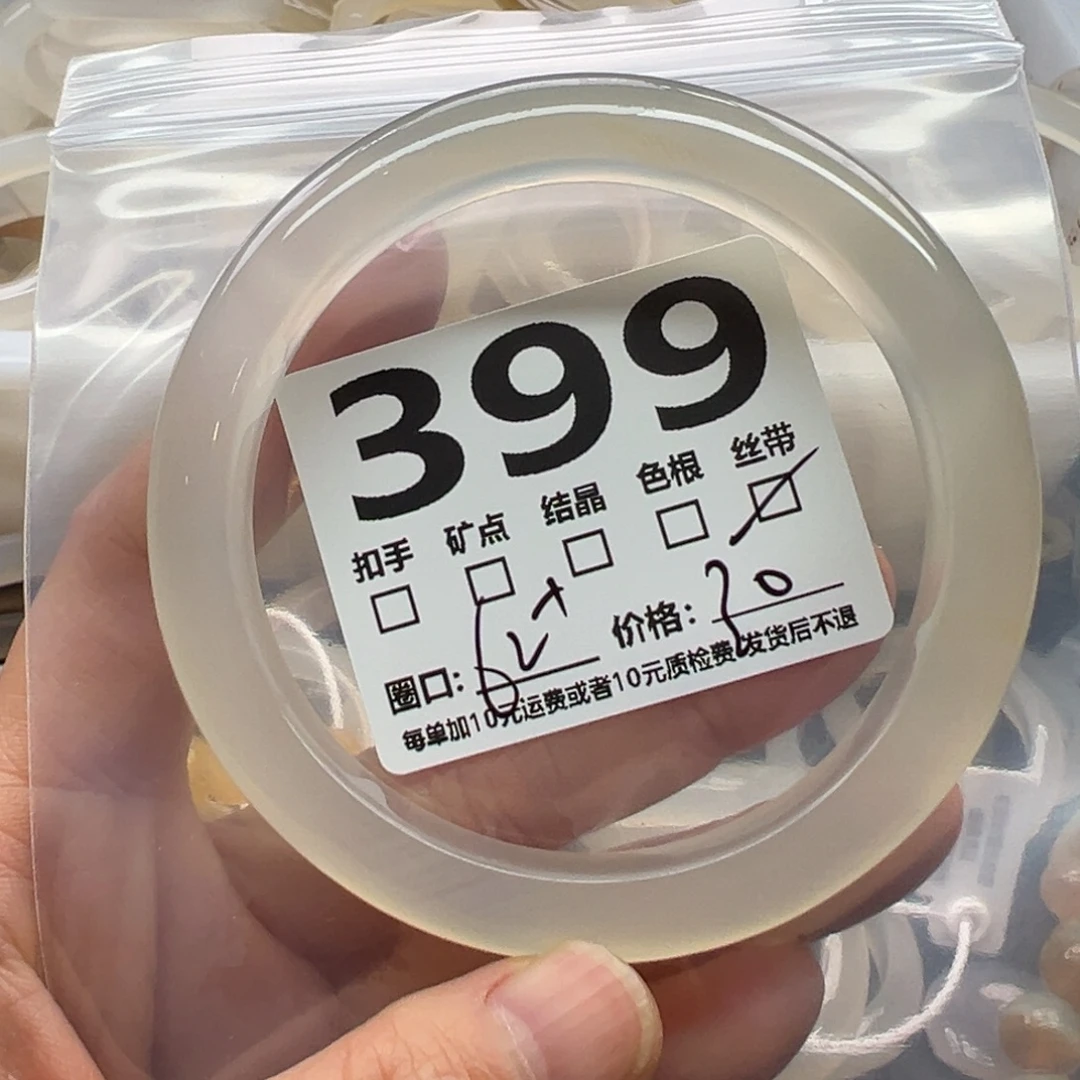 399
扣手 矿点 结晶 色根 丝带
圈口: 价格:
每单加10元运费或者10元质检费 发货后不退